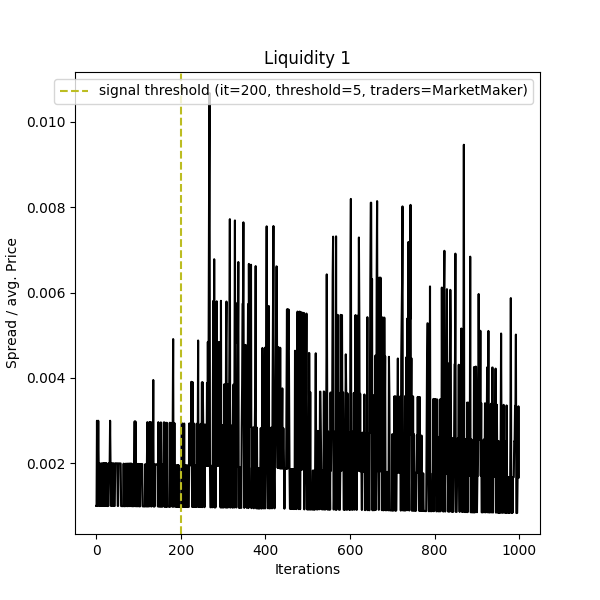 Liquidity 1
signal threshold (it=200, threshold=5, traders=MarketMaker)
Spread / avg. Price
0.010
0.008
0.006
0.004
0.002
0 200 400 600 800 1000
Iterations